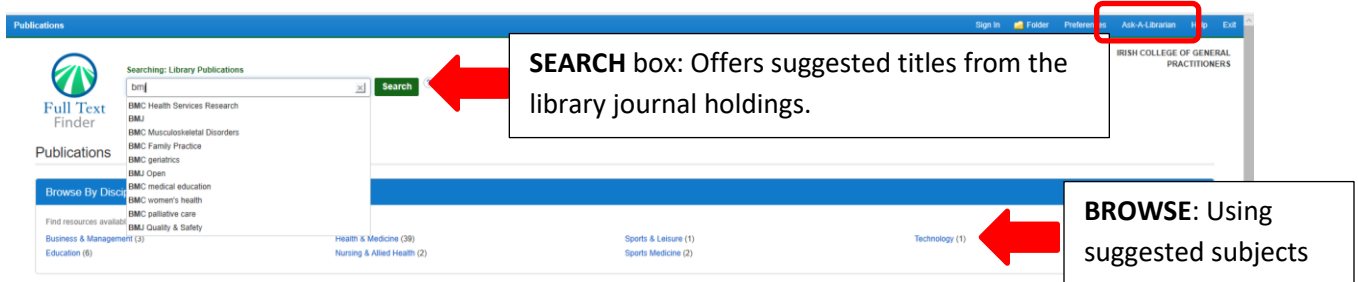 Publications
Sign In Folder Preferences Ask-A-Librarian Help Exit
IRISH COLLEGE OF GENERAL
PRACTITIONERS
Full Text
Finder
Searching: Library Publications
bmj
Search
BMC Health Services Research
BMJ
BMC Musculoskeletal Disorders
BMC Family Practice
BMC geriatrics
BMJ Open
BMC medical education
BMC women's health
BMC palliative care
BMJ Quality & Safety
SEARCH box: Offers suggested titles from the
library journal holdings.
Publications
Browse By Disci
Find resources availabl
Business & Management (3)
Health & Medicine (39)
Sports & Leisure (1)
Technology (1)
Education (6)
Nursing & Allied Health (2)
Sports Medicine (2)
BROWSE: Using
suggested subjects